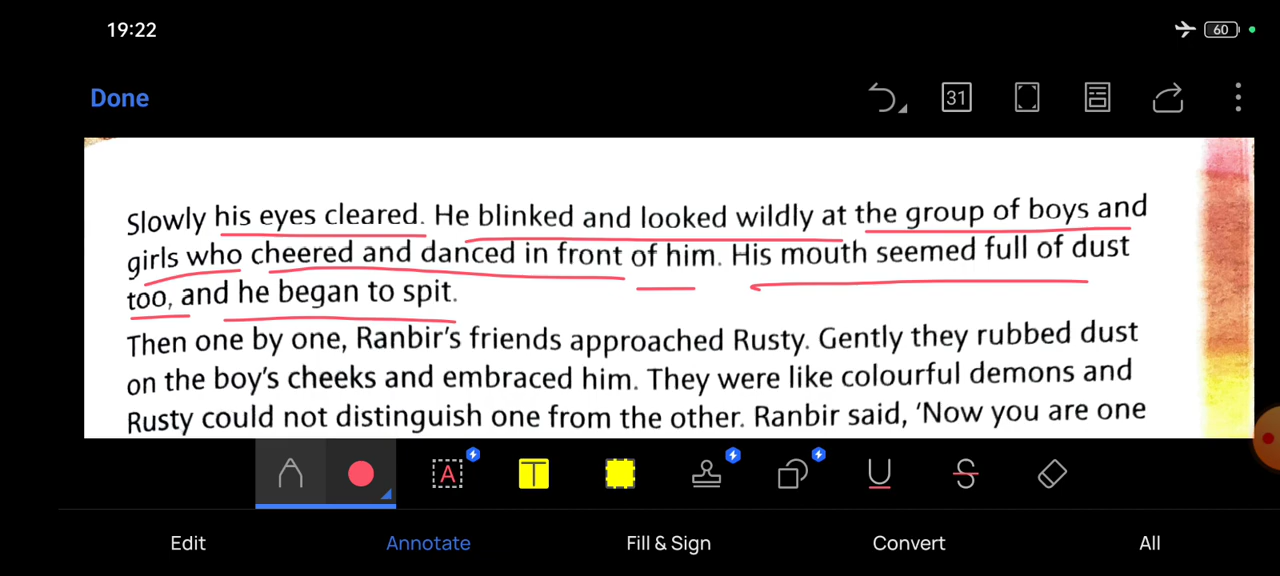 19:22
60
Done
31
Slowly his eyes cleared. He blinked and looked wildly at the group of boys and
girls who cheered and danced in front of him. His mouth seemed full of dust
too, and he began to spit.
Then one by one, Ranbir's friends approached Rusty. Gently they rubbed dust
on the boy's cheeks and embraced him. They were like colourful demons and
Rusty could not distinguish one from the other. Ranbir said, 'Now you are one
A
T
U
S
Edit
Annotate
Fill & Sign
Convert
All